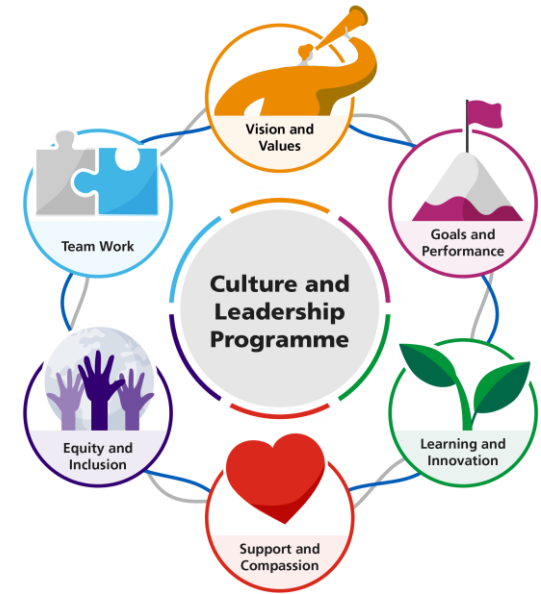 Vision and
Values
Goals and
Performance
Learning and
Innovation
Support and
Compassion
Equity and
Inclusion
Team Work
Culture and
Leadership
Programme